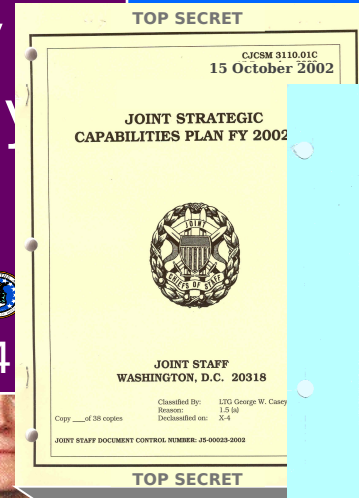 TOP SECRET
CJCSM 3110.01C
15 October 2002
JOINT STRATEGIC
CAPABILITIES PLAN FY 2002
JOINT
CHIEFS OF STAFF
JOINT STAFF
WASHINGTON, D.C. 20318
Classified By: LTG George W. Casey
Reason: 1.5 (a)
Copy ___of 38 copies Declassified on: X-4
JOINT STAFF DOCUMENT CONTROL NUMBER: J5-00023-2002
TOP SECRET